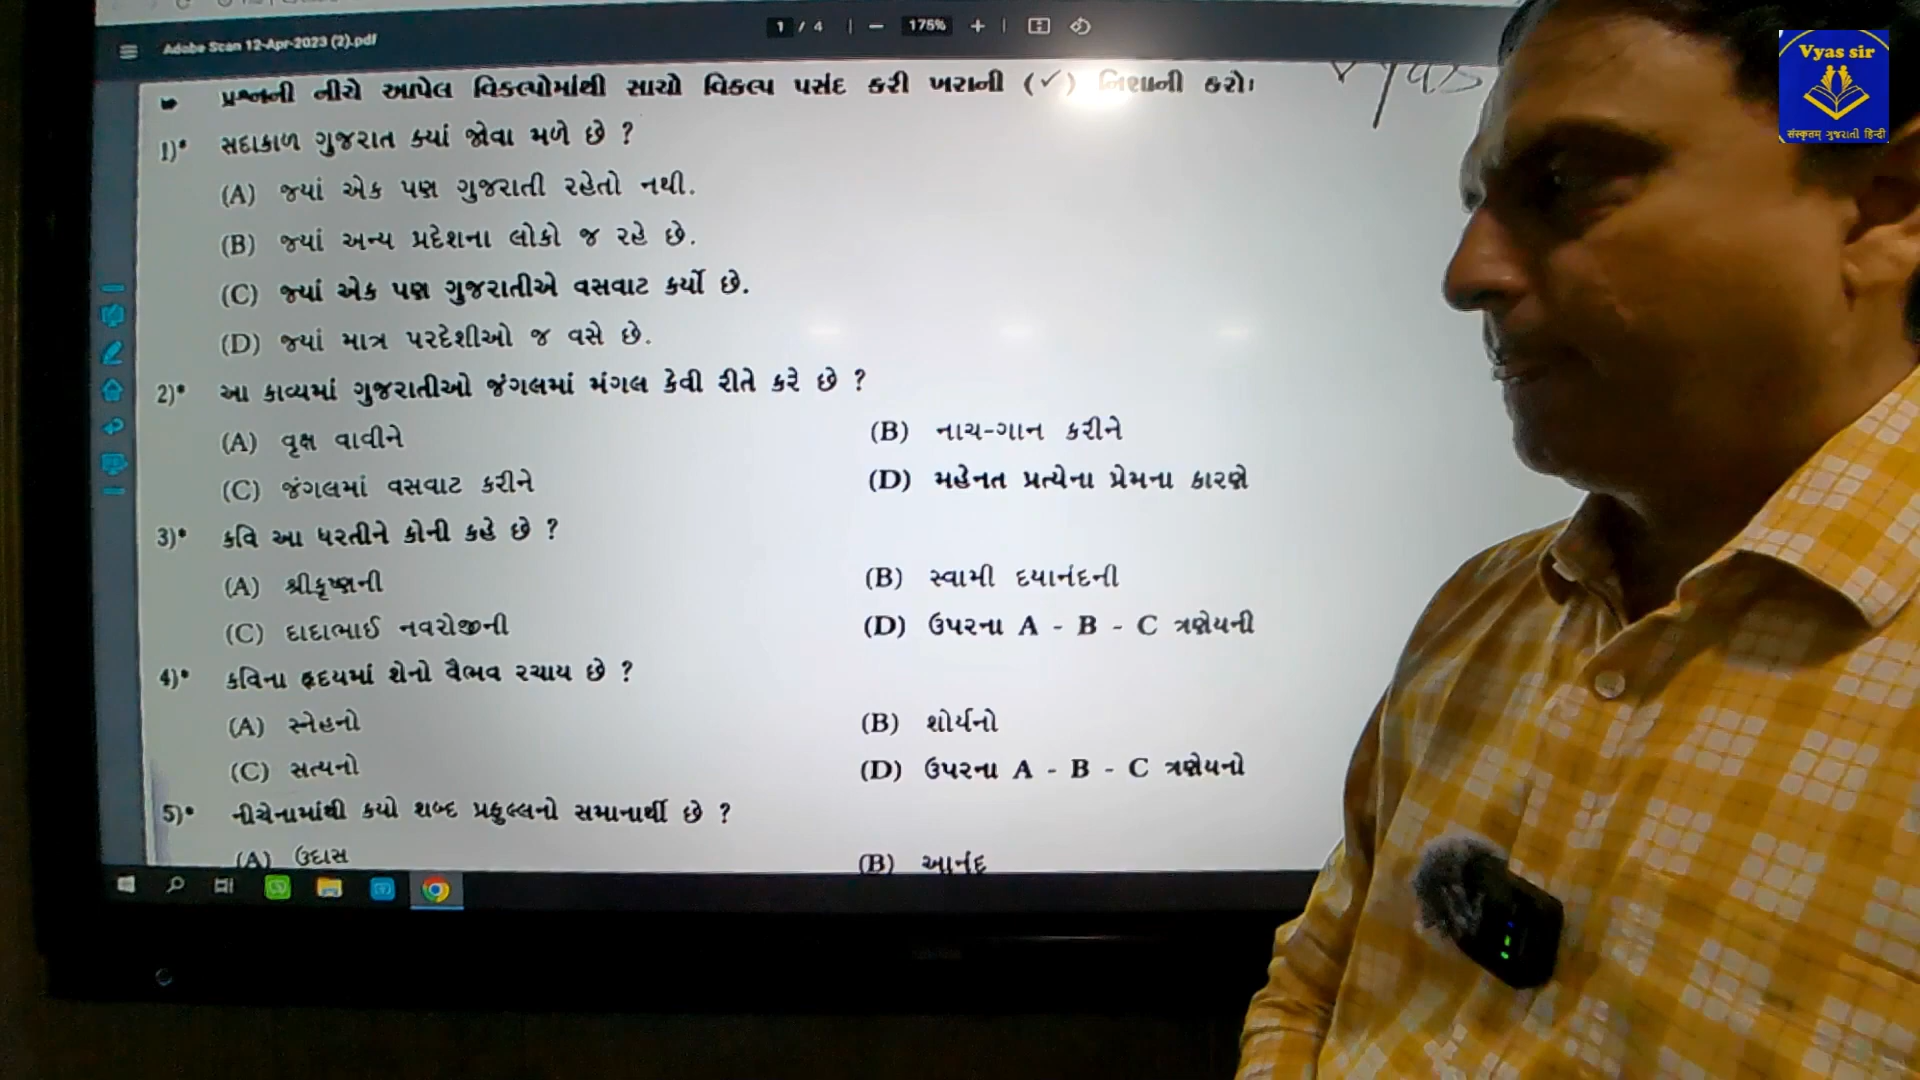 Adobe Scan 12-Apr-2023 (2).pdf
1 / 4 | − 175% + |
પ્રશ્નની નીચે આપેલ વિકલ્પોમાંથી સાચો વિકલ્પ પસંદ કરી ખરાની (✓) નિશાની કરો।
Vyas
1)* સદાકાળ ગુજરાત ક્યાં જોવા મળે છે ?
(A) જ્યાં એક પણ ગુજરાતી રહેતો નથી.
(B) જ્યાં અન્ય પ્રદેશના લોકો જ રહે છે.
(C) જ્યાં એક પણ ગુજરાતીએ વસવાટ કર્યો છે.
(D) જ્યાં માત્ર પરદેશીઓ જ વસે છે.
2)* આ કાવ્યમાં ગુજરાતીઓ જંગલમાં મંગલ કેવી રીતે કરે છે ?
(A) વૃક્ષ વાવીને (B) નાચ-ગાન કરીને
(C) જંગલમાં વસવાટ કરીને (D) મહેનત પ્રત્યેના પ્રેમના કારણે
3)* કવિ આ ધરતીને કોની કહે છે ?
(A) શ્રીકૃષ્ણની (B) સ્વામી દયાનંદની
(C) દાદાભાઈ નવરોજીની (D) ઉપરના A - B - C ત્રણેયની
4)* કવિના હૃદયમાં શેનો વૈભવ રચાય છે ?
(A) સ્નેહનો (B) શોર્યનો
(C) સત્યનો (D) ઉપરના A - B - C ત્રણેયનો
5)* નીચેનામાંથી કયો શબ્દ પ્રફુલ્લનો સમાનાર્થી છે ?
(A) ઉદાસ (B) આનંદ
Vyas sir
संस्कृतम् ગુજરાતી हिन्दी